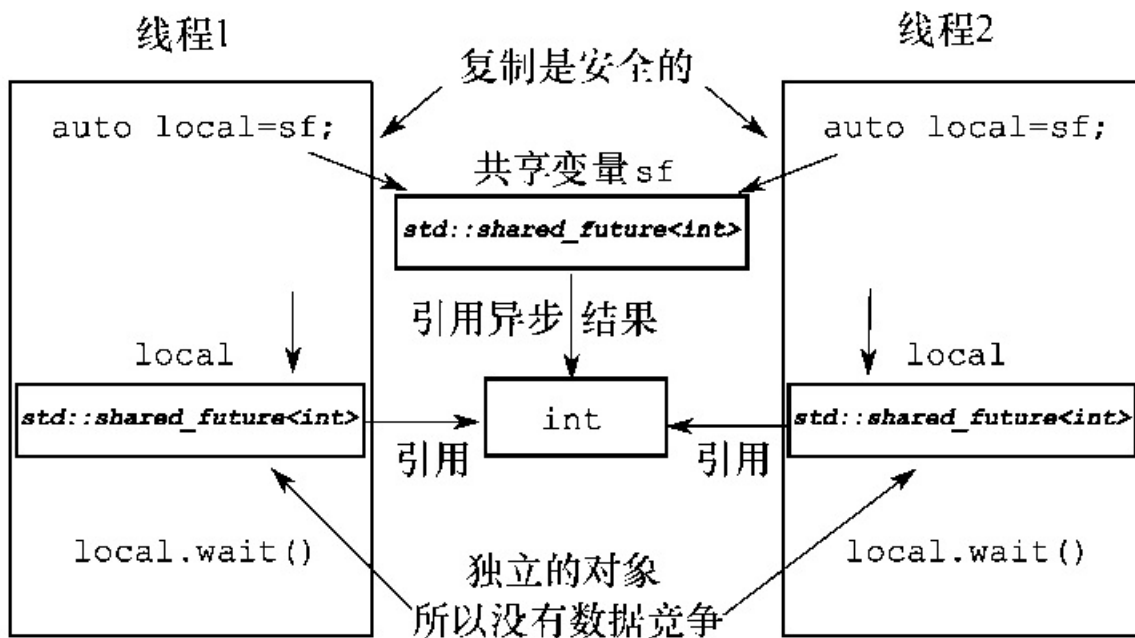 线程1
线程2
复制是安全的
auto local=sf;
auto local=sf;
共享变量sf
std::shared_future<int>
引用异步结果
local
local
std::shared_future<int>
int
std::shared_future<int>
引用
引用
local.wait()
local.wait()
独立的对象
所以没有数据竞争